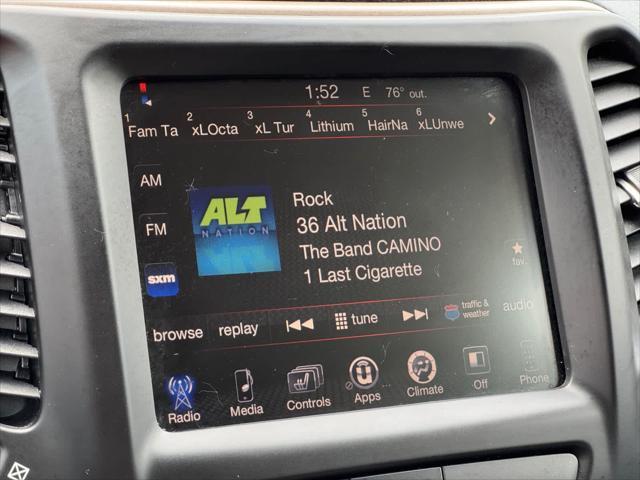 1:52 E 76° out.
1 2 3 4 5 6
Fam Ta xLOcta xL Tur Lithium HairNa xLUnwe >
AM
FM
sxm
ALT
NATION
Rock
36 Alt Nation
The Band CAMINO
1 Last Cigarette
fav.
browse replay tune traffic & weather audio
Radio Media Controls Apps Climate Off Phone